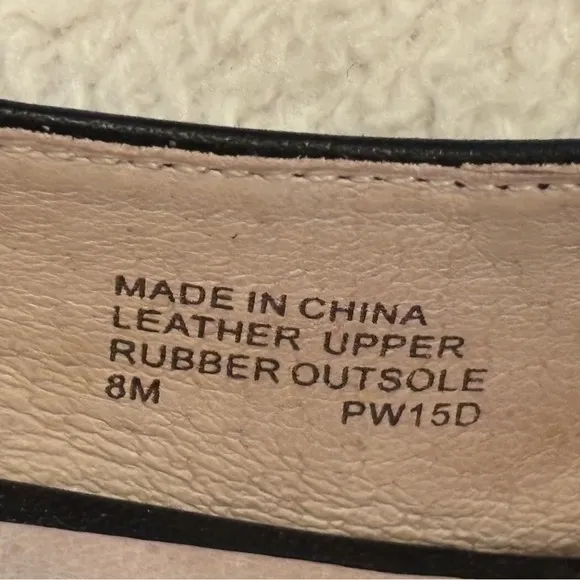 MADE IN CHINA
LEATHER UPPER
RUBBER OUTSOLE
8M PW15D